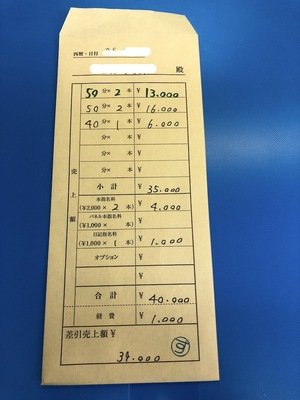 西暦・日付
殿
売上額
50分× 2本 ¥ 13.000
50分× 2本 ¥ 16.000
40分× 1本 ¥ 6.000
分× 本 ¥
分× 本 ¥
分× 本 ¥
小計 ¥ 35.000
本指名料
(¥2,000 × 2 本) ¥ 4.000
パネル本指名料
(¥1,000 × 本) ¥
日記指名料
(¥1,000 × 1 本) ¥ 1.000
オプション ¥
¥
合計 ¥ 40.000
経費 ¥ 1.000
差引売上額 ¥
39.000